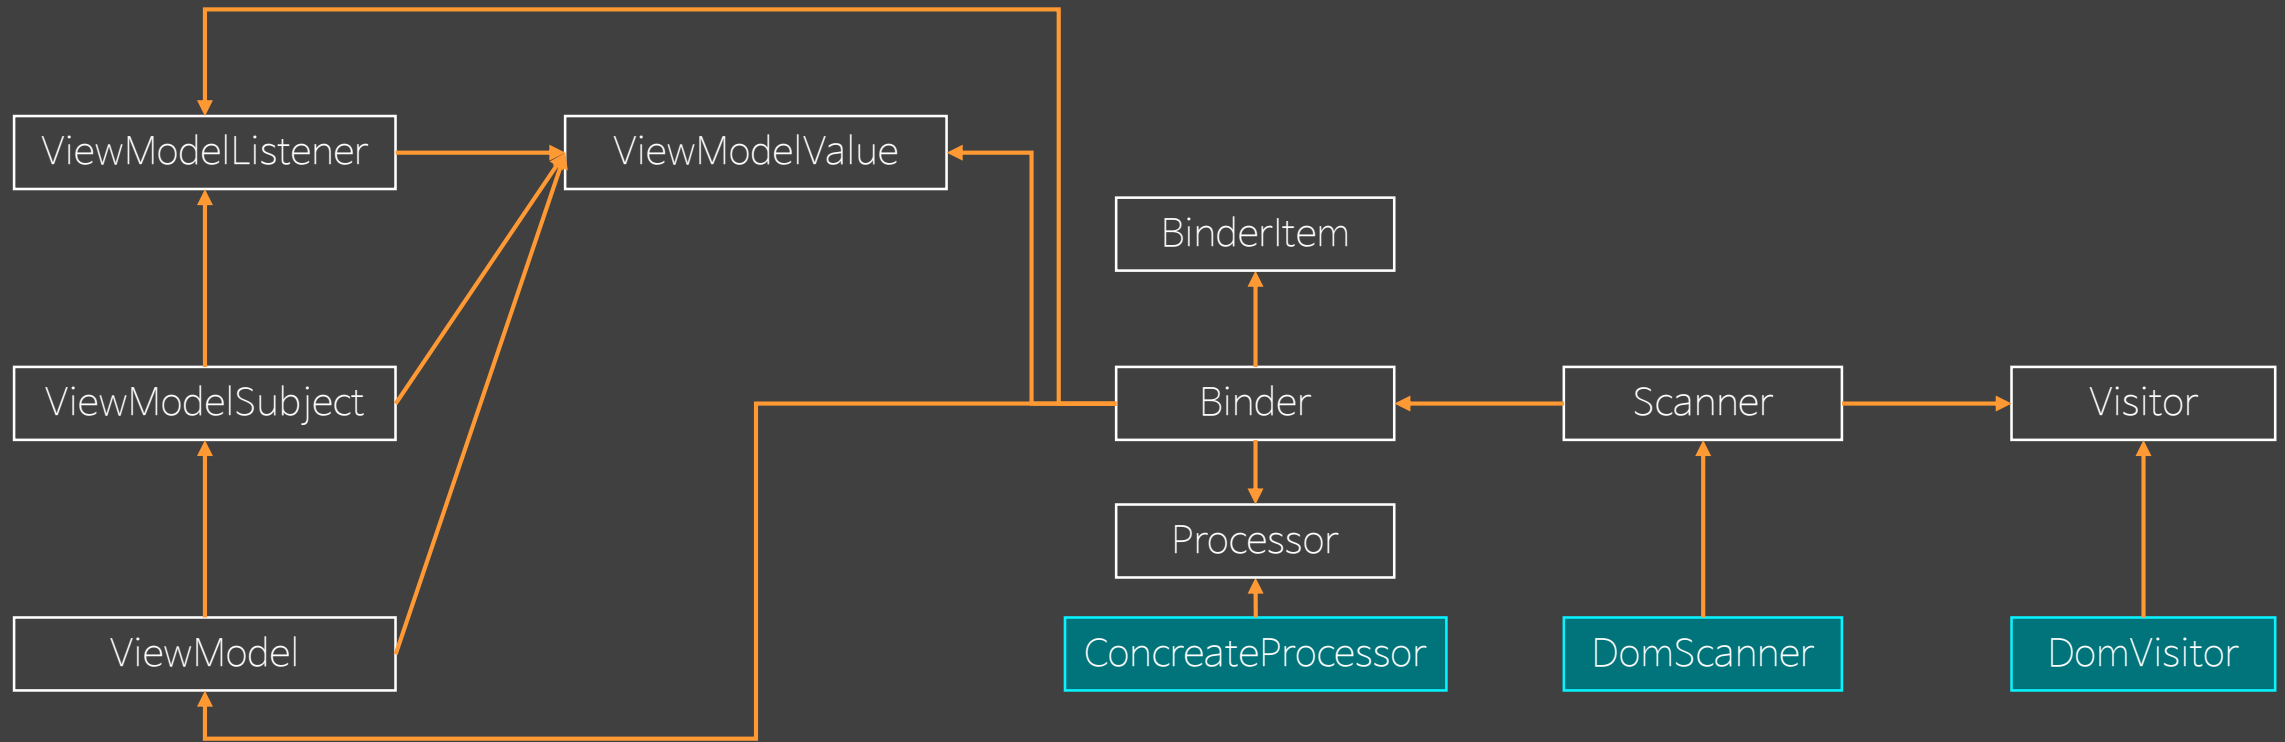 ViewModelListener
ViewModelValue
BinderItem
ViewModelSubject
Binder
Scanner
Visitor
Processor
ViewModel
ConcreateProcessor
DomScanner
DomVisitor